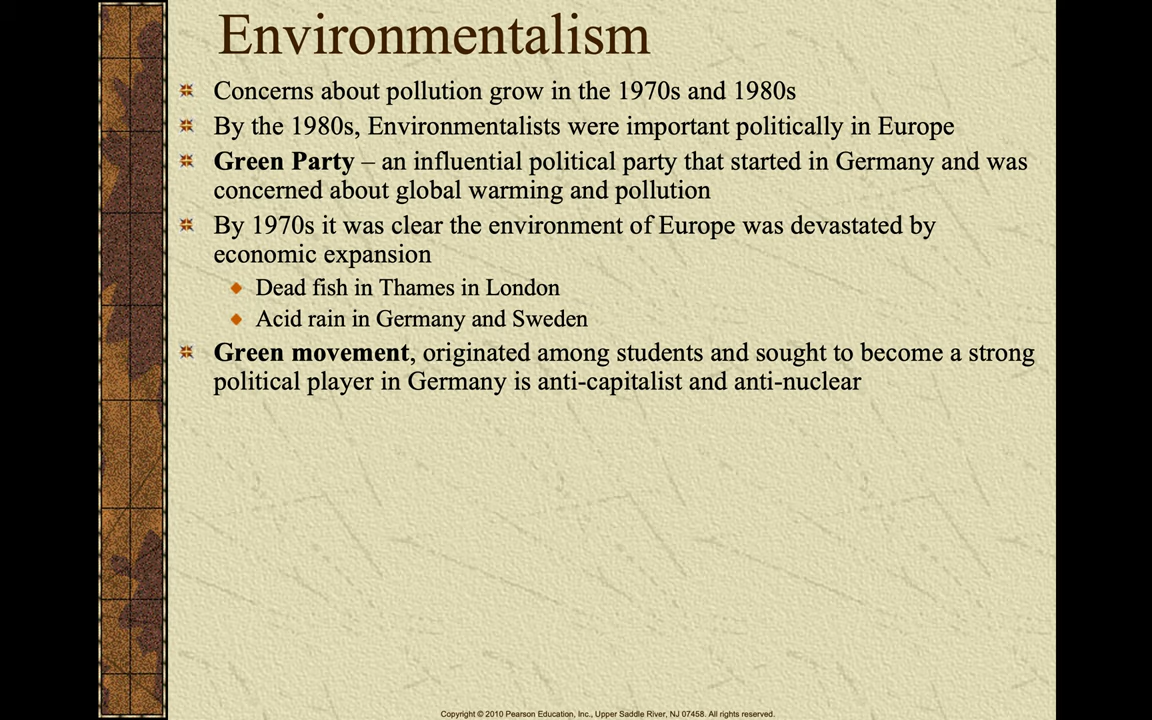 Environmentalism
Concerns about pollution grow in the 1970s and 1980s
By the 1980s, Environmentalists were important politically in Europe
Green Party – an influential political party that started in Germany and was
concerned about global warming and pollution
By 1970s it was clear the environment of Europe was devastated by
economic expansion
Dead fish in Thames in London
Acid rain in Germany and Sweden
Green movement, originated among students and sought to become a strong
political player in Germany is anti-capitalist and anti-nuclear
Copyright © 2010 Pearson Education, Inc., Upper Saddle River, NJ 07458. All rights reserved.